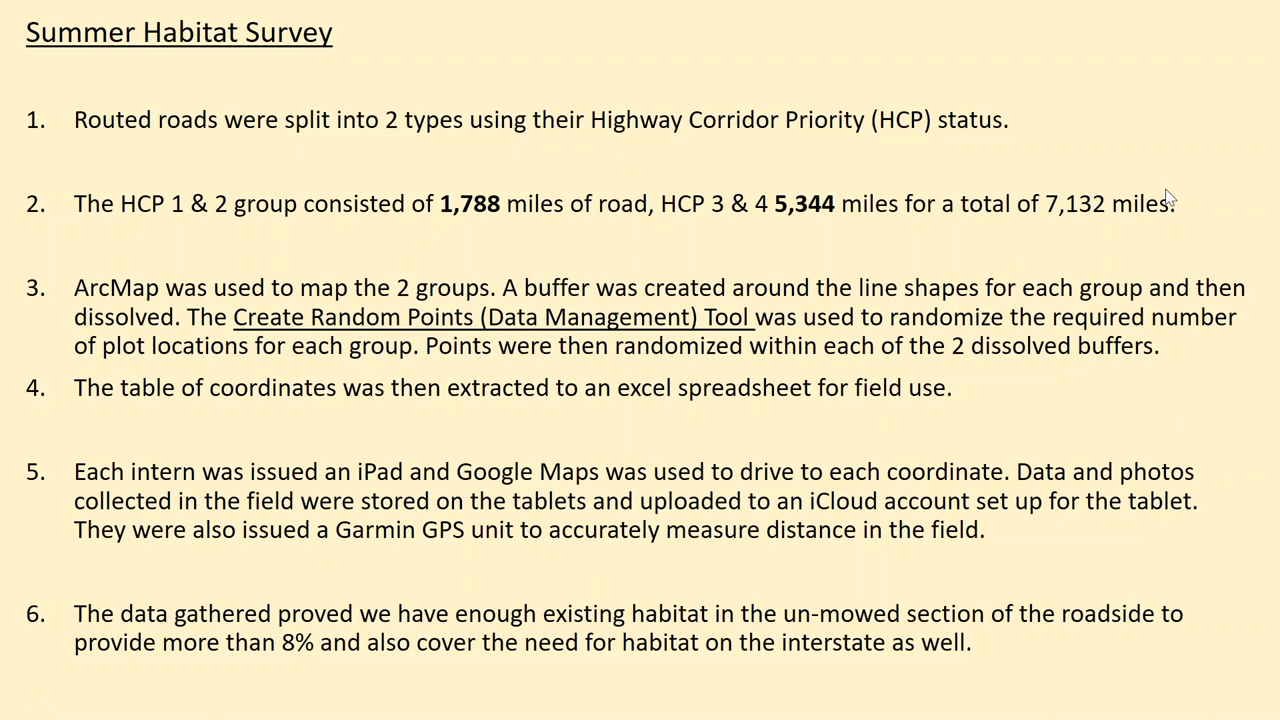 Summer Habitat Survey
1. Routed roads were split into 2 types using their Highway Corridor Priority (HCP) status.
2. The HCP 1 & 2 group consisted of 1,788 miles of road, HCP 3 & 4 5,344 miles for a total of 7,132 miles.
3. ArcMap was used to map the 2 groups. A buffer was created around the line shapes for each group and then
dissolved. The Create Random Points (Data Management) Tool was used to randomize the required number
of plot locations for each group. Points were then randomized within each of the 2 dissolved buffers.
4. The table of coordinates was then extracted to an excel spreadsheet for field use.
5. Each intern was issued an iPad and Google Maps was used to drive to each coordinate. Data and photos
collected in the field were stored on the tablets and uploaded to an iCloud account set up for the tablet.
They were also issued a Garmin GPS unit to accurately measure distance in the field.
6. The data gathered proved we have enough existing habitat in the un-mowed section of the roadside to
provide more than 8% and also cover the need for habitat on the interstate as well.